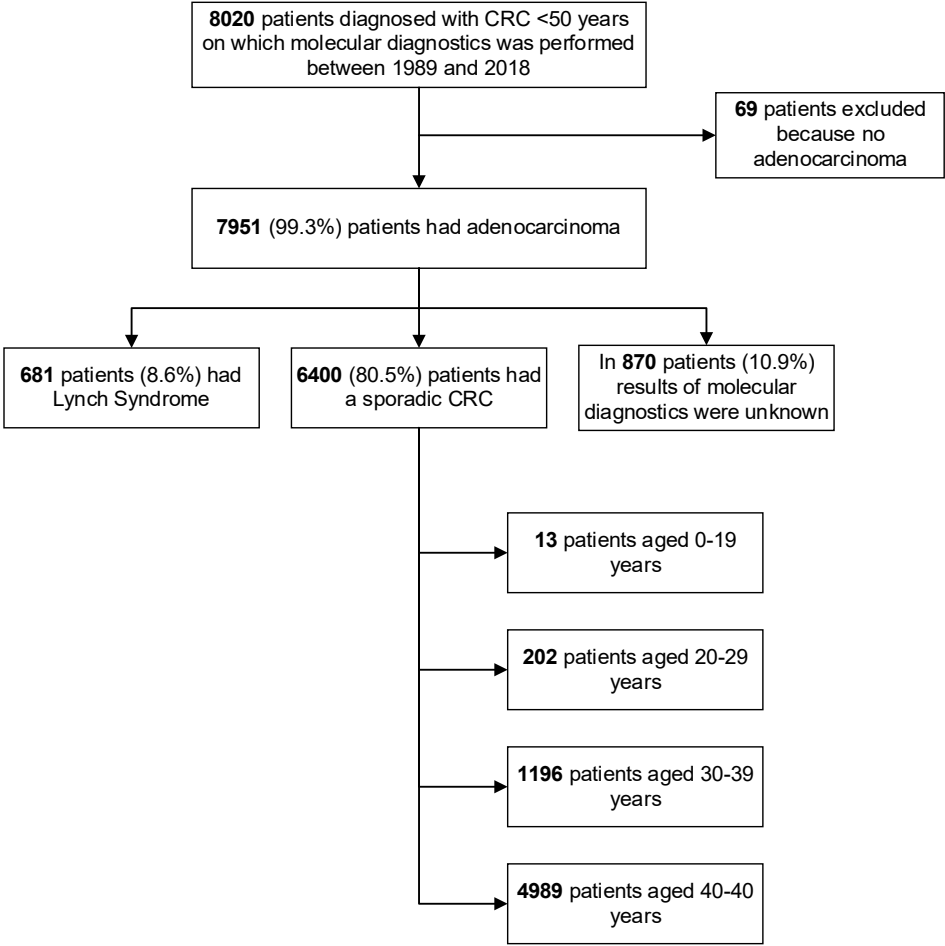 8020 patients diagnosed with CRC <50 years
on which molecular diagnostics was performed
between 1989 and 2018
69 patients excluded
because no
adenocarcinoma
7951 (99.3%) patients had adenocarcinoma
681 patients (8.6%) had
Lynch Syndrome
6400 (80.5%) patients had
a sporadic CRC
In 870 patients (10.9%)
results of molecular
diagnostics were unknown
13 patients aged 0-19
years
202 patients aged 20-29
years
1196 patients aged 30-39
years
4989 patients aged 40-40
years